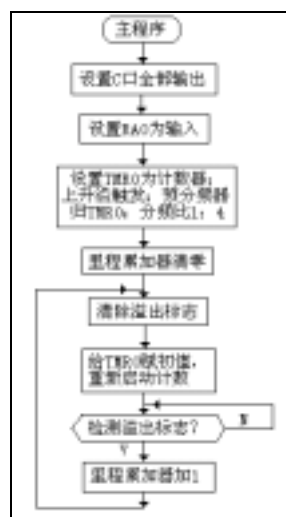 主程序
设置C口全部输出
设置RA0为输入
设置TMR0为计数器；
上升沿触发；预分频器
归TMR0；分频比1：4
里程累加器清零
清除溢出标志
给TMR0赋初值，
重新启动计数
检测溢出标志？
N
Y
里程累加器加1